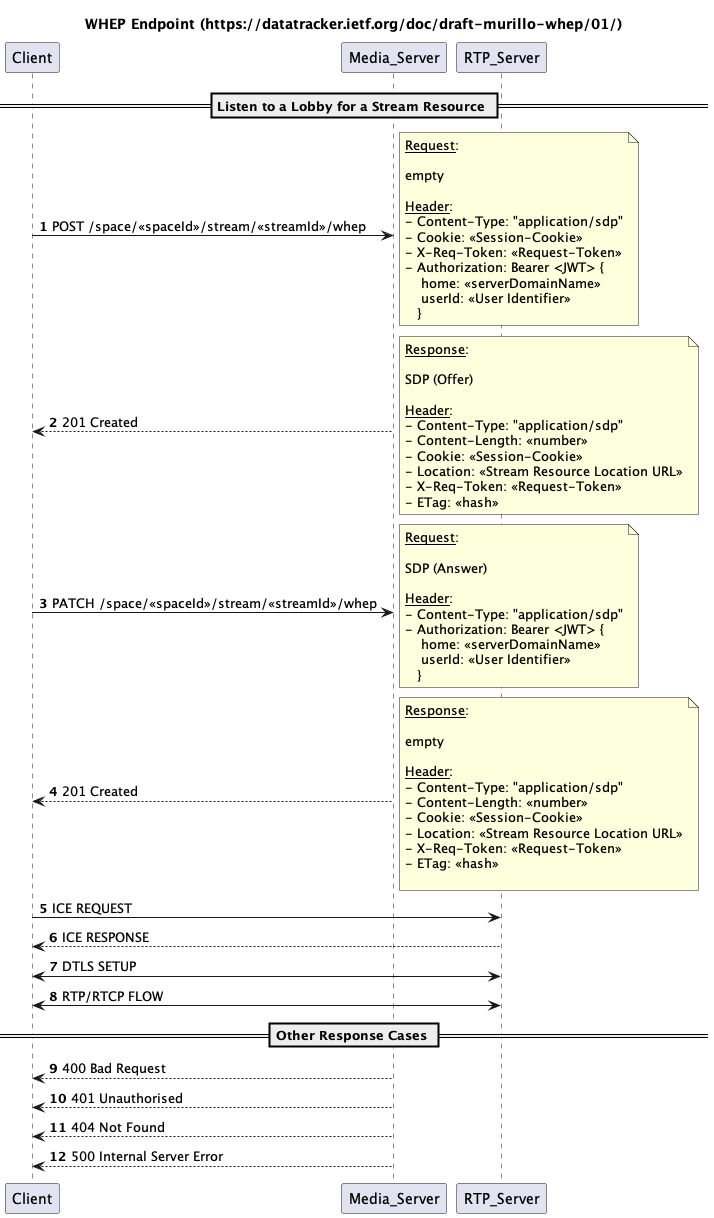 WHEP Endpoint (https://datatracker.ietf.org/doc/draft-murillo-whep/01/)
Client
Media_Server
RTP_Server
Listen to a Lobby for a Stream Resource
1 POST /space/«spaceId»/stream/«streamId»/whep
Request:
empty
Header:
- Content-Type: "application/sdp"
- Cookie: «Session-Cookie»
- X-Req-Token: «Request-Token»
- Authorization: Bearer <JWT> {
home: «serverDomainName»
userId: «User Identifier»
}
2 201 Created
Response:
SDP (Offer)
Header:
- Content-Type: "application/sdp"
- Content-Length: «number»
- Cookie: «Session-Cookie»
- Location: «Stream Resource Location URL»
- X-Req-Token: «Request-Token»
- ETag: «hash»
3 PATCH /space/«spaceId»/stream/«streamId»/whep
Request:
SDP (Answer)
Header:
- Content-Type: "application/sdp"
- Authorization: Bearer <JWT> {
home: «serverDomainName»
userId: «User Identifier»
}
4 201 Created
Response:
empty
Header:
- Content-Type: "application/sdp"
- Content-Length: «number»
- Cookie: «Session-Cookie»
- Location: «Stream Resource Location URL»
- X-Req-Token: «Request-Token»
- ETag: «hash»
5 ICE REQUEST
6 ICE RESPONSE
7 DTLS SETUP
8 RTP/RTCP FLOW
Other Response Cases
9 400 Bad Request
10 401 Unauthorised
11 404 Not Found
12 500 Internal Server Error
Client
Media_Server
RTP_Server